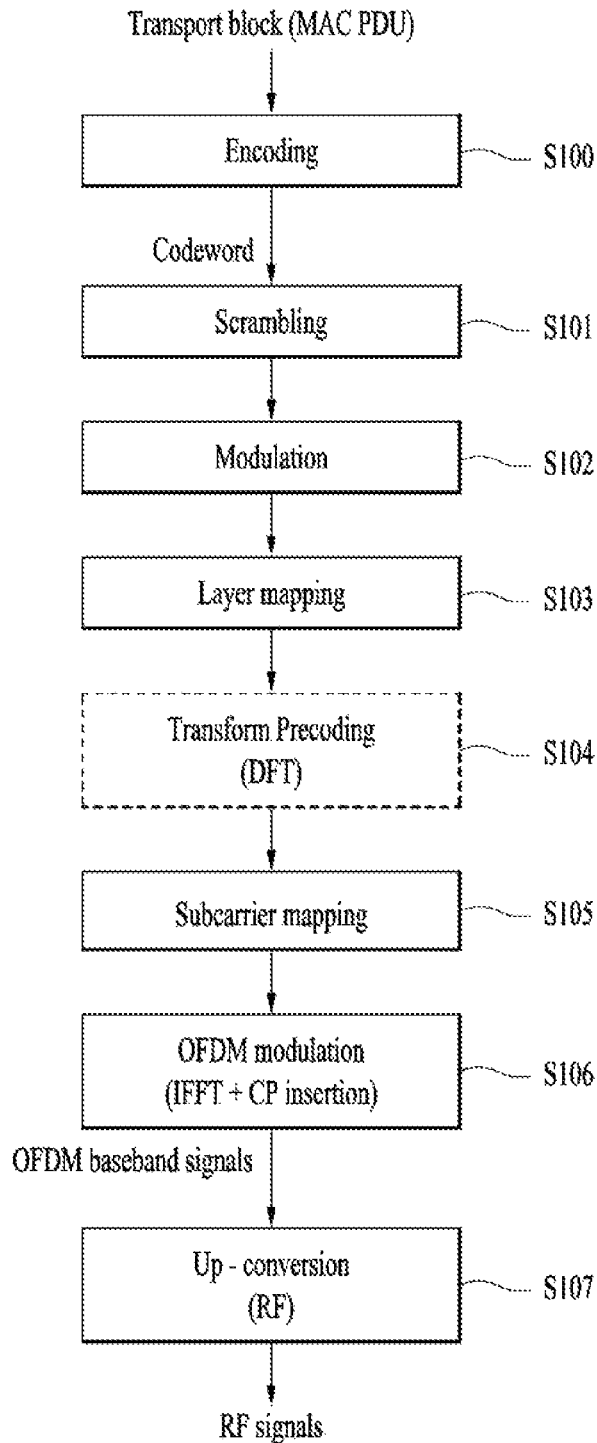 Transport block (MAC PDU)
Encoding
S100
Codeword
Scrambling
S101
Modulation
S102
Layer mapping
S103
Transform Precoding
(DFT)
S104
Subcarrier mapping
S105
OFDM modulation
(IFFT + CP insertion)
S106
OFDM baseband signals
Up - conversion
(RF)
S107
RF signals